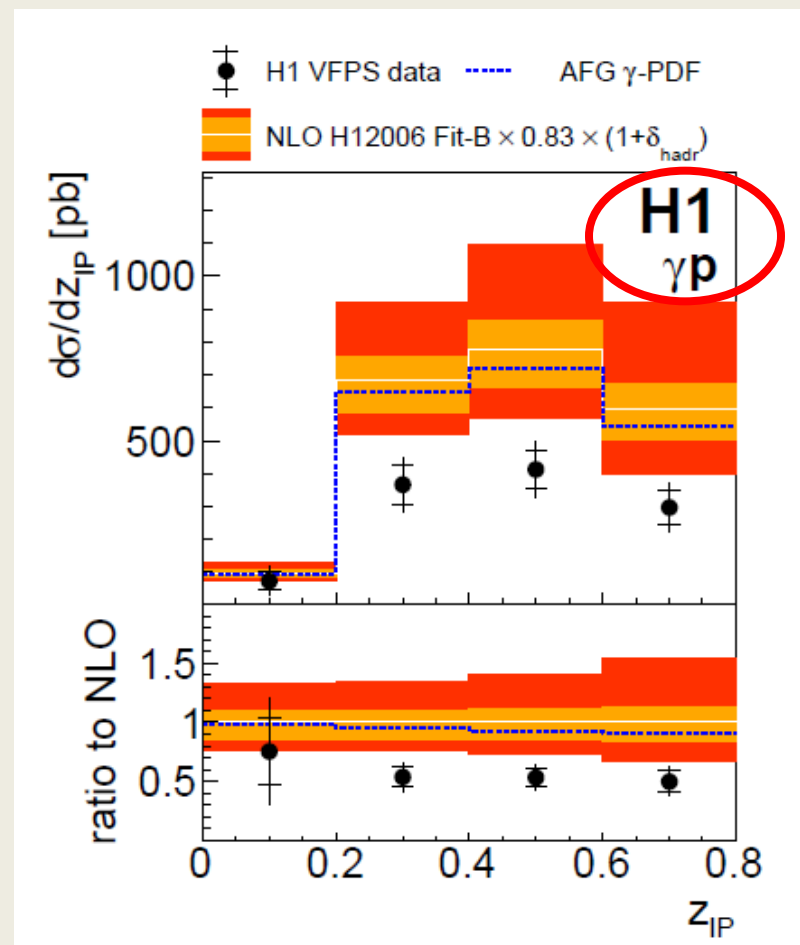 H1 VFPS data AFG γ-PDF
NLO H12006 Fit-B × 0.83 × (1+δhadr)
dσ/dzIP [pb]
H1
γp
1000
500
ratio to NLO
1.5
1
0.5
0 0.2 0.4 0.6 0.8
zIP